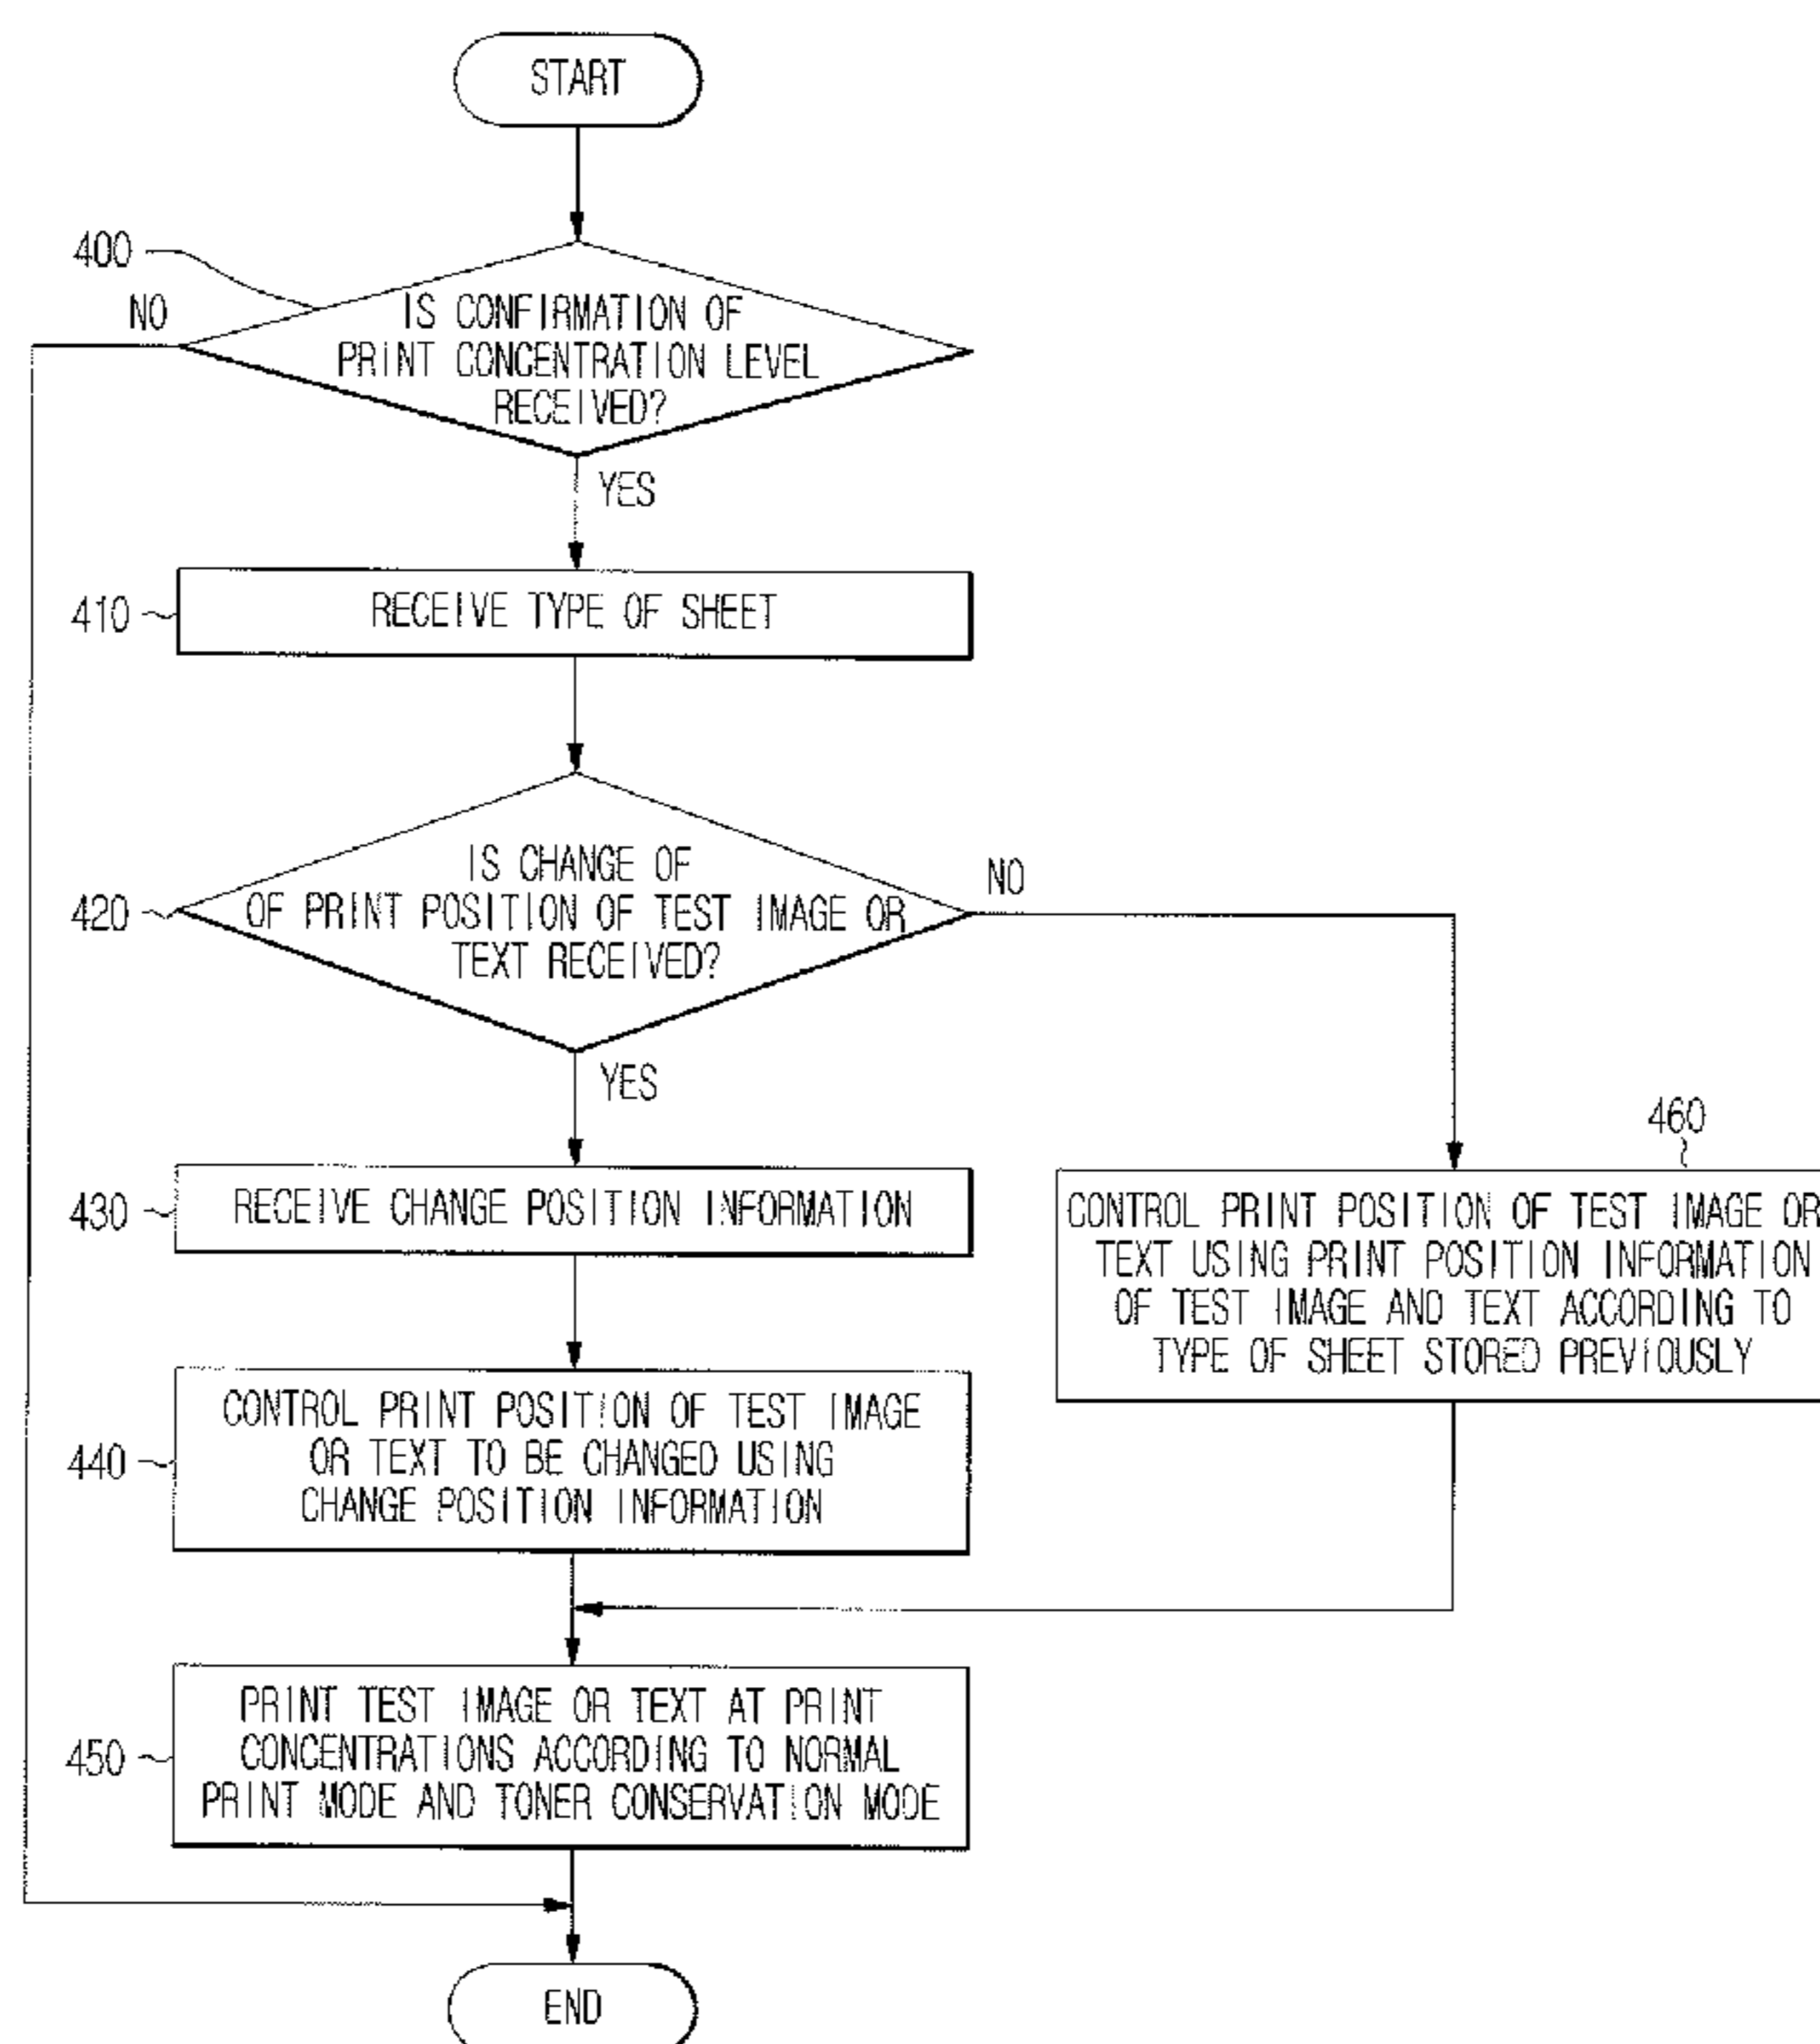 START
400
NO
IS CONFIRMATION OF
PRINT CONCENTRATION LEVEL
RECEIVED?
YES
410
RECEIVE TYPE OF SHEET
420
IS CHANGE OF
OF PRINT POSITION OF TEST IMAGE OR
TEXT RECEIVED?
NO
YES
430
RECEIVE CHANGE POSITION INFORMATION
460
CONTROL PRINT POSITION OF TEST IMAGE OR
TEXT USING PRINT POSITION INFORMATION
OF TEST IMAGE AND TEXT ACCORDING TO
TYPE OF SHEET STORED PREVIOUSLY
440
CONTROL PRINT POSITION OF TEST IMAGE
OR TEXT TO BE CHANGED USING
CHANGE POSITION INFORMATION
450
PRINT TEST IMAGE OR TEXT AT PRINT
CONCENTRATIONS ACCORDING TO NORMAL
PRINT MODE AND TONER CONSERVATION MODE
END